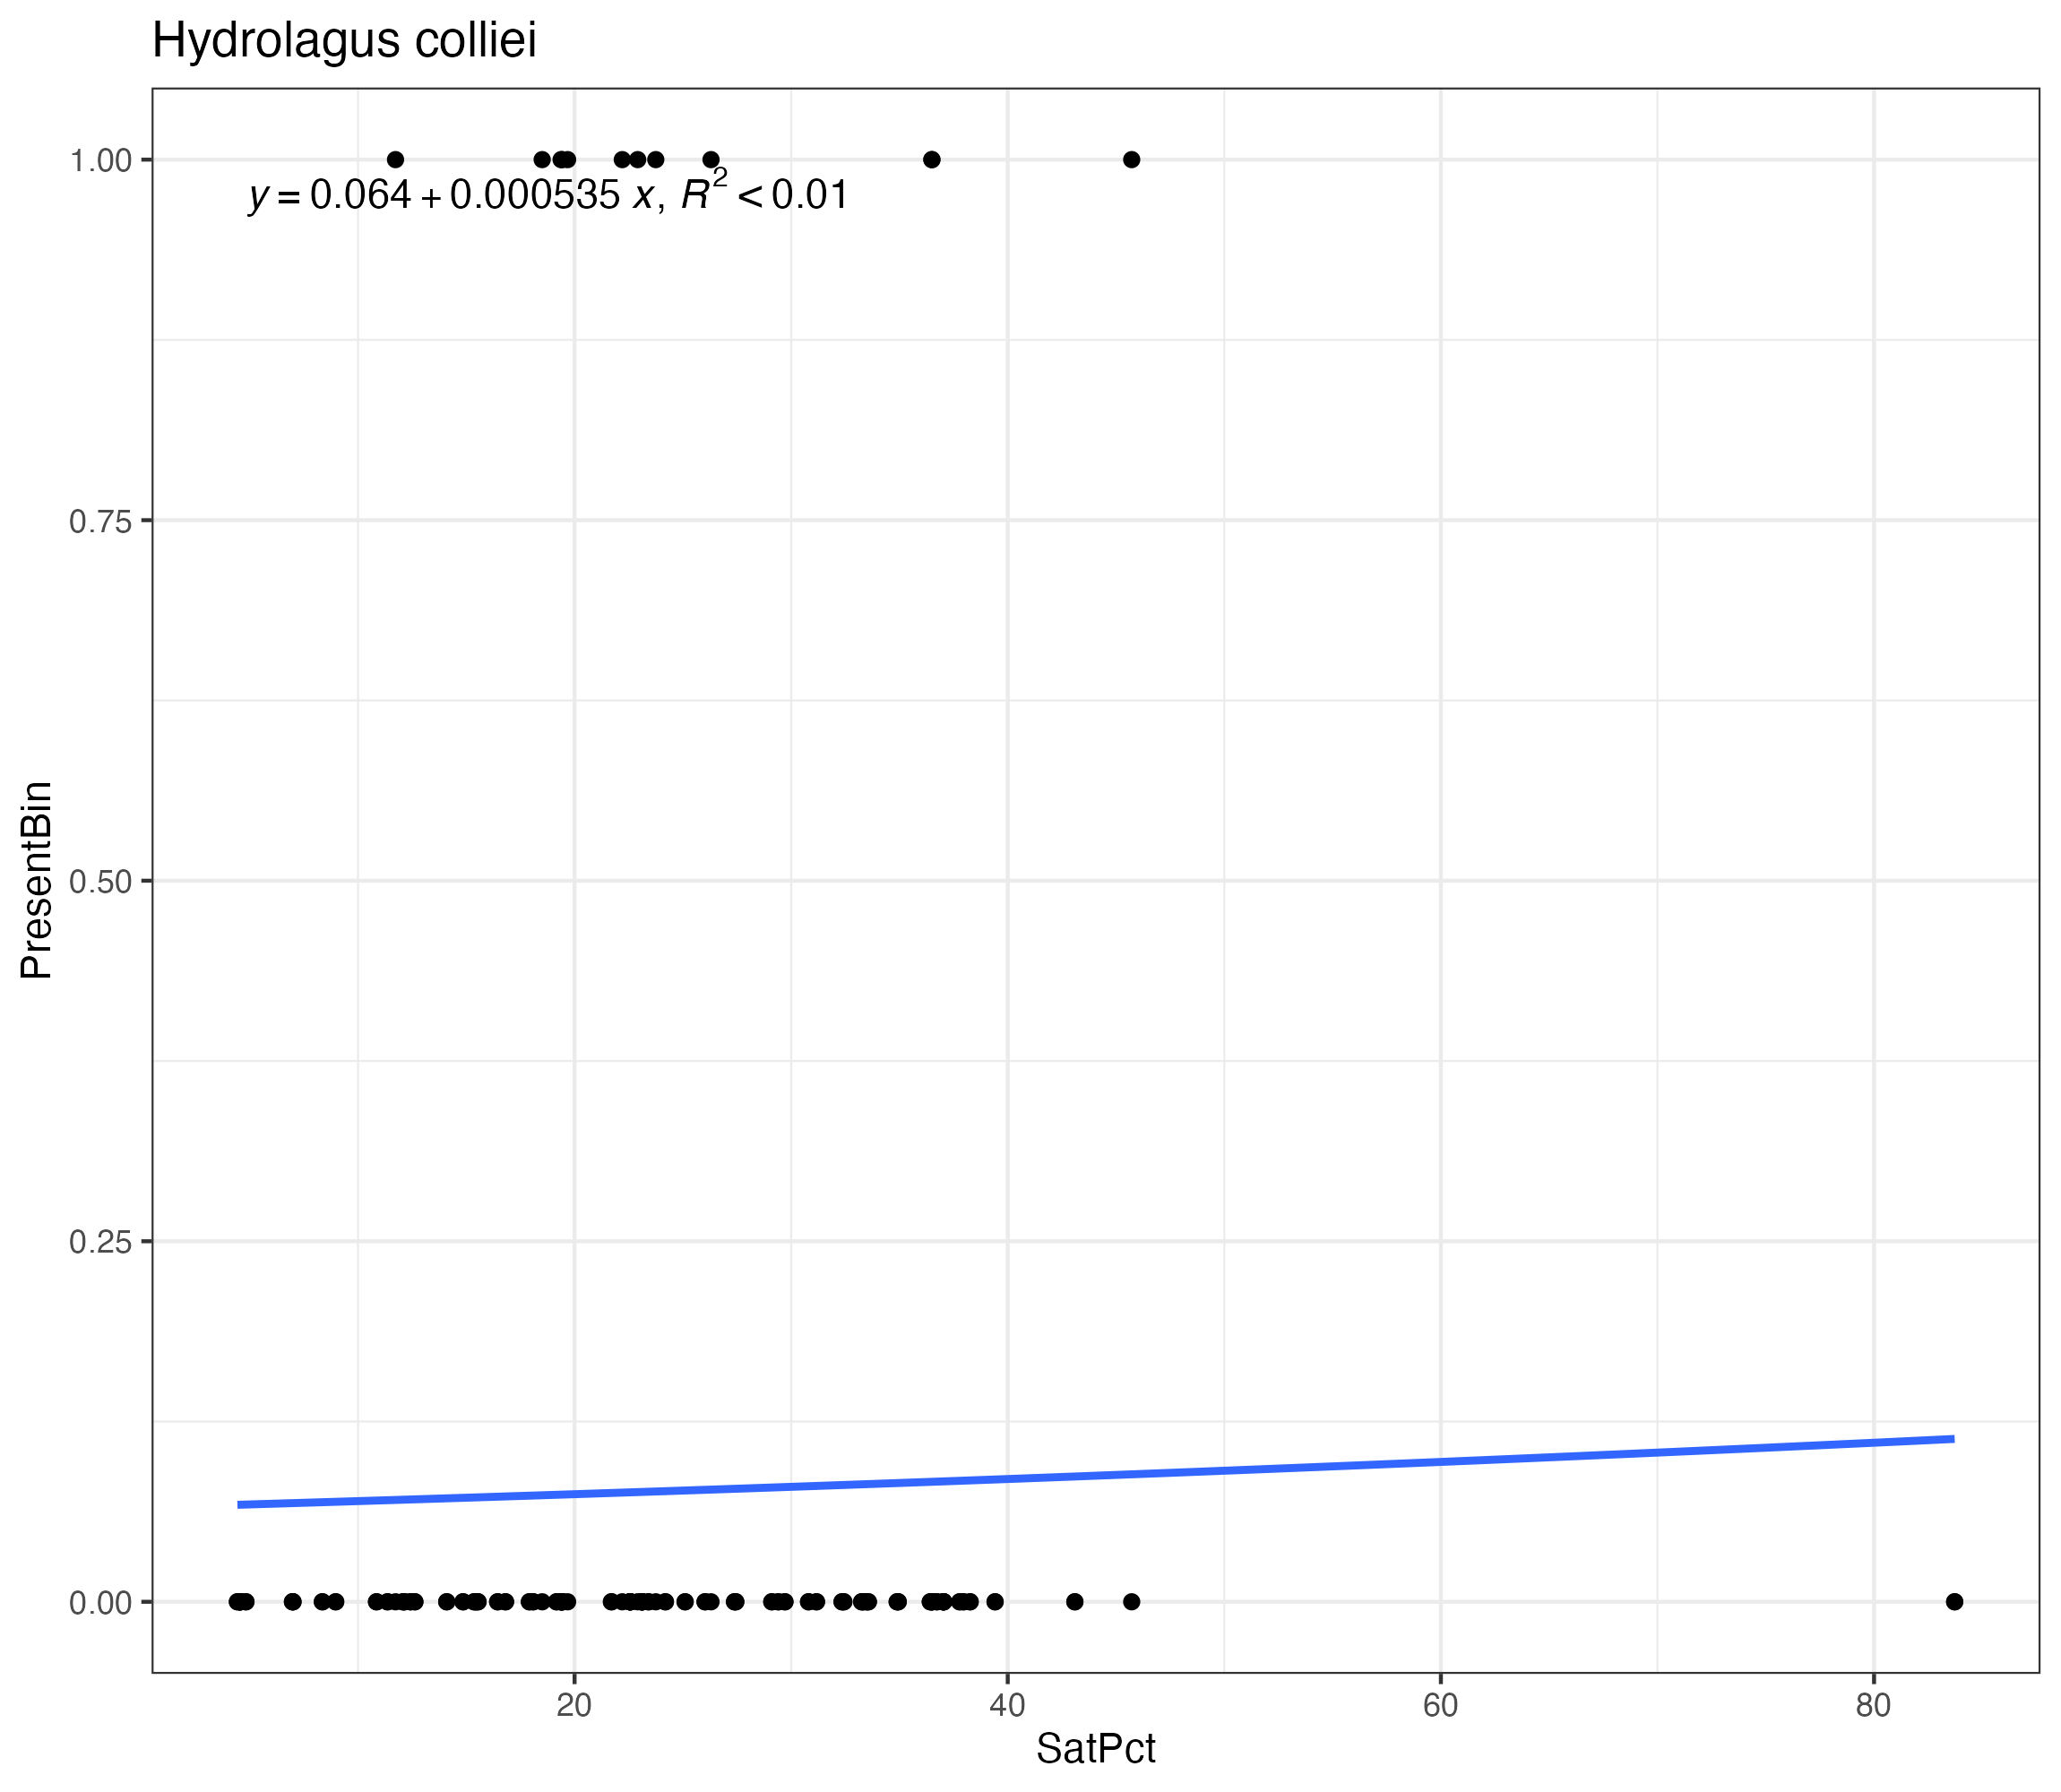 Hydrolagus colliei
1.00
y = 0.064 + 0.000535 x, R² < 0.01
0.75
PresentBin
0.50
0.25
0.00
20 40 60 80
SatPct